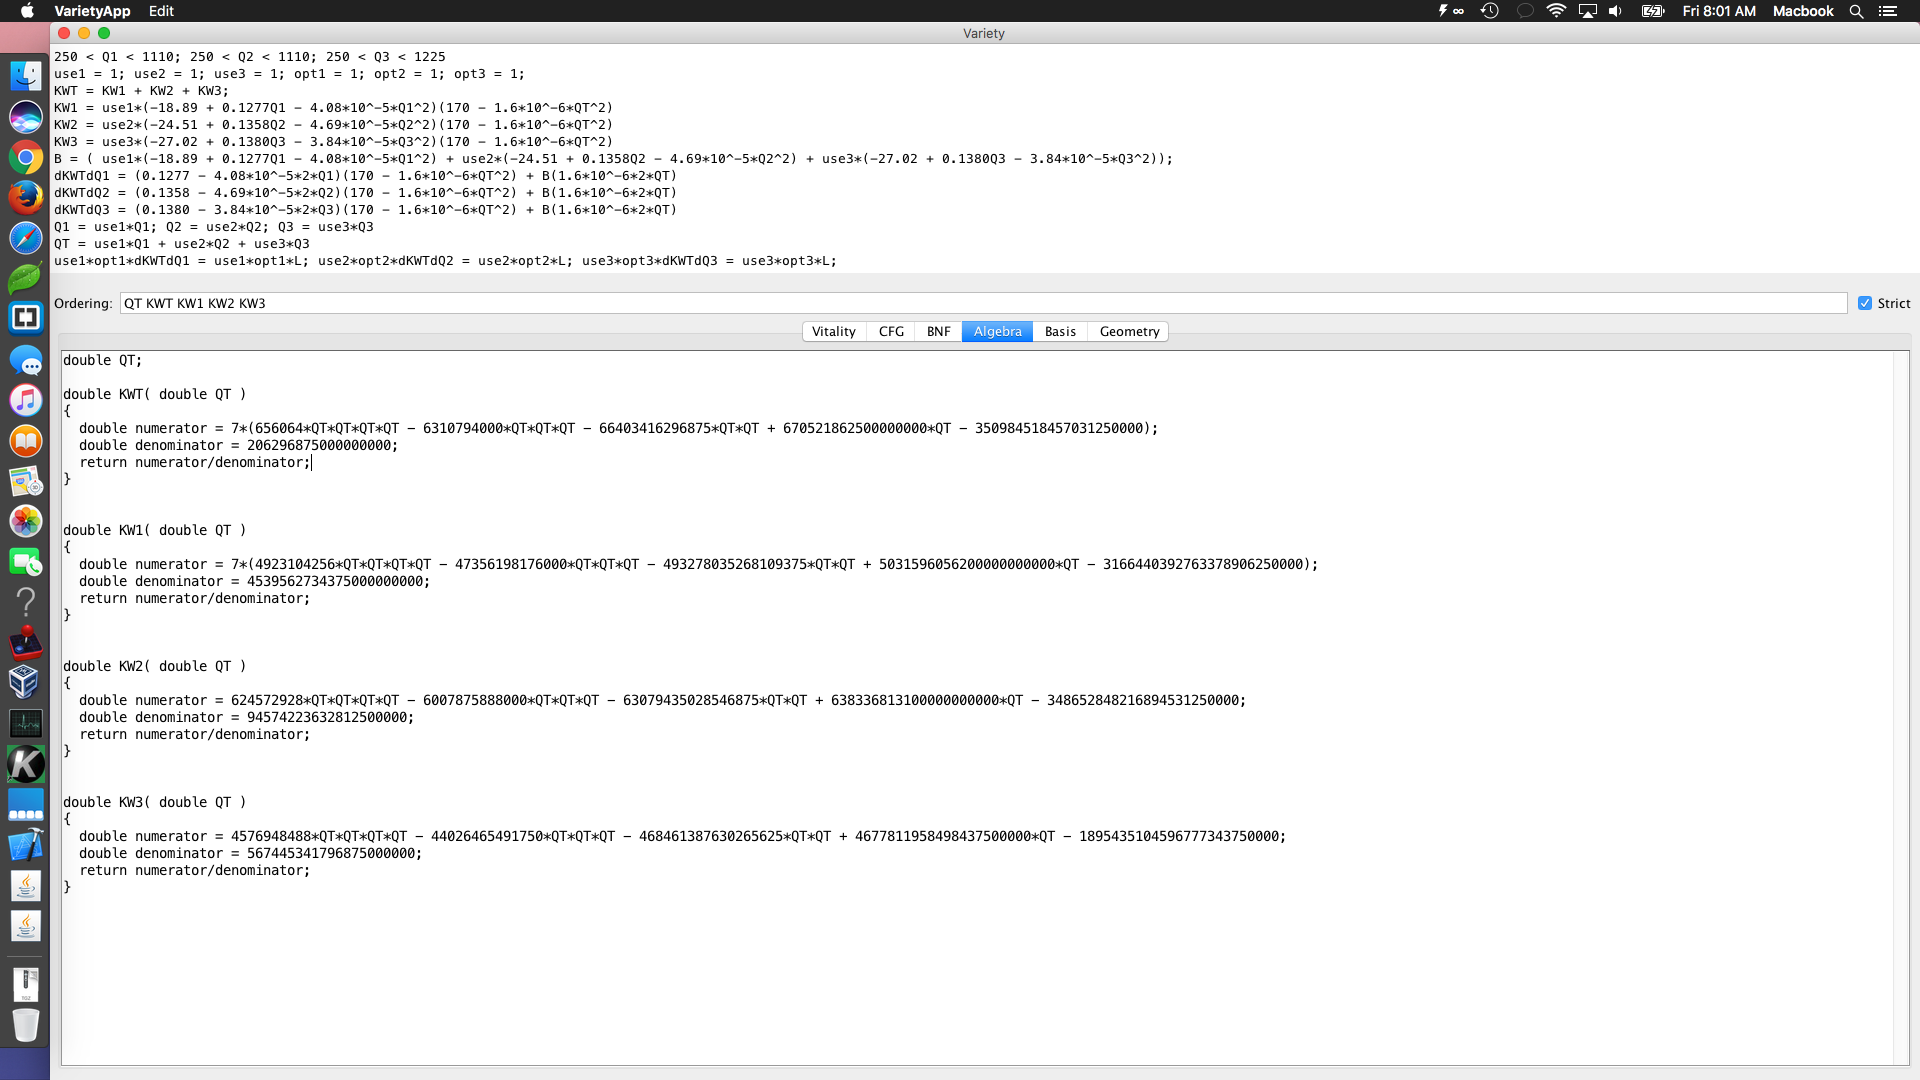 VarietyApp Edit Fri 8:01 AM Macbook
Variety
250 < Q1 < 1110; 250 < Q2 < 1110; 250 < Q3 < 1225
use1 = 1; use2 = 1; use3 = 1; opt1 = 1; opt2 = 1; opt3 = 1;
KWT = KW1 + KW2 + KW3;
KW1 = use1*(-18.89 + 0.1277Q1 - 4.08*10^-5*Q1^2)(170 - 1.6*10^-6*QT^2)
KW2 = use2*(-24.51 + 0.1358Q2 - 4.69*10^-5*Q2^2)(170 - 1.6*10^-6*QT^2)
KW3 = use3*(-27.02 + 0.1380Q3 - 3.84*10^-5*Q3^2)(170 - 1.6*10^-6*QT^2)
B = ( use1*(-18.89 + 0.1277Q1 - 4.08*10^-5*Q1^2) + use2*(-24.51 + 0.1358Q2 - 4.69*10^-5*Q2^2) + use3*(-27.02 + 0.1380Q3 - 3.84*10^-5*Q3^2));
dKWTdQ1 = (0.1277 - 4.08*10^-5*2*Q1)(170 - 1.6*10^-6*QT^2) + B(1.6*10^-6*2*QT)
dKWTdQ2 = (0.1358 - 4.69*10^-5*2*Q2)(170 - 1.6*10^-6*QT^2) + B(1.6*10^-6*2*QT)
dKWTdQ3 = (0.1380 - 3.84*10^-5*2*Q3)(170 - 1.6*10^-6*QT^2) + B(1.6*10^-6*2*QT)
Q1 = use1*Q1; Q2 = use2*Q2; Q3 = use3*Q3
QT = use1*Q1 + use2*Q2 + use3*Q3
use1*opt1*dKWTdQ1 = use1*opt1*L; use2*opt2*dKWTdQ2 = use2*opt2*L; use3*opt3*dKWTdQ3 = use3*opt3*L;
Ordering: QT KWT KW1 KW2 KW3 Strict
Vitality CFG BNF Algebra Basis Geometry
double QT;
double KWT( double QT )
{
double numerator = 7*(656064*QT*QT*QT*QT - 6310794000*QT*QT*QT - 66403416296875*QT*QT + 670521862500000000*QT - 350984518457031250000);
double denominator = 206296875000000000;
return numerator/denominator;
}
double KW1( double QT )
{
double numerator = 7*(4923104256*QT*QT*QT*QT - 47356198176000*QT*QT*QT - 493278035268109375*QT*QT + 5031596056200000000000*QT - 3166440392763378906250000);
double denominator = 4539562734375000000000;
return numerator/denominator;
}
double KW2( double QT )
{
double numerator = 624572928*QT*QT*QT*QT - 6007875888000*QT*QT*QT - 63079435028546875*QT*QT + 638336813100000000000*QT - 348652848216894531250000;
double denominator = 94574223632812500000;
return numerator/denominator;
}
double KW3( double QT )
{
double numerator = 4576948488*QT*QT*QT*QT - 44026465491750*QT*QT*QT - 468461387630265625*QT*QT + 4677811958498437500000*QT - 1895435104596777343750000;
double denominator = 567445341796875000000;
return numerator/denominator;
}